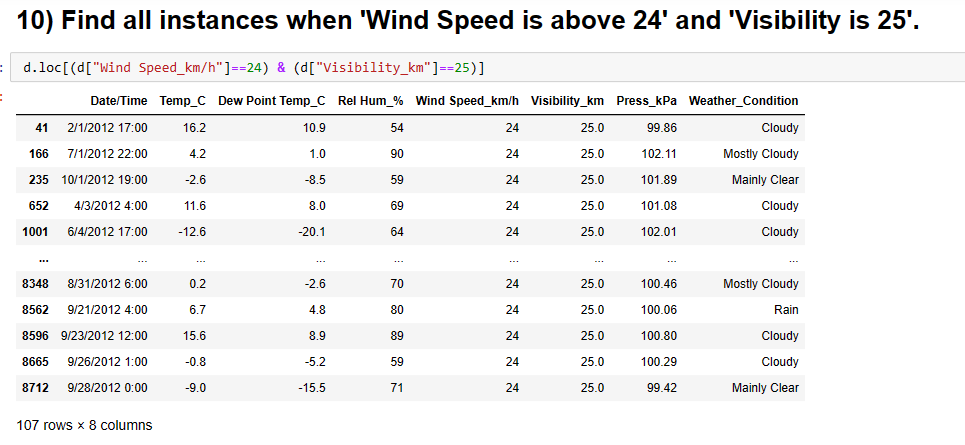 10) Find all instances when 'Wind Speed is above 24' and 'Visibility is 25'.
: d.loc[(d["Wind Speed_km/h"]==24) & (d["Visibility_km"]==25)]
:
Date/Time Temp_C Dew Point Temp_C Rel Hum_% Wind Speed_km/h Visibility_km Press_kPa Weather_Condition
41 2/1/2012 17:00 16.2 10.9 54 24 25.0 99.86 Cloudy
166 7/1/2012 22:00 4.2 1.0 90 24 25.0 102.11 Mostly Cloudy
235 10/1/2012 19:00 -2.6 -8.5 59 24 25.0 101.89 Mainly Clear
652 4/3/2012 4:00 11.6 8.0 69 24 25.0 101.08 Cloudy
1001 6/4/2012 17:00 -12.6 -20.1 64 24 25.0 102.01 Cloudy
... ... ... ... ... ... ... ... ...
8348 8/31/2012 6:00 0.2 -2.6 70 24 25.0 100.46 Mostly Cloudy
8562 9/21/2012 4:00 6.7 4.8 80 24 25.0 100.06 Rain
8596 9/23/2012 12:00 15.6 8.9 89 24 25.0 100.80 Cloudy
8665 9/26/2012 1:00 -0.8 -5.2 59 24 25.0 100.29 Cloudy
8712 9/28/2012 0:00 -9.0 -15.5 71 24 25.0 99.42 Mainly Clear
107 rows × 8 columns